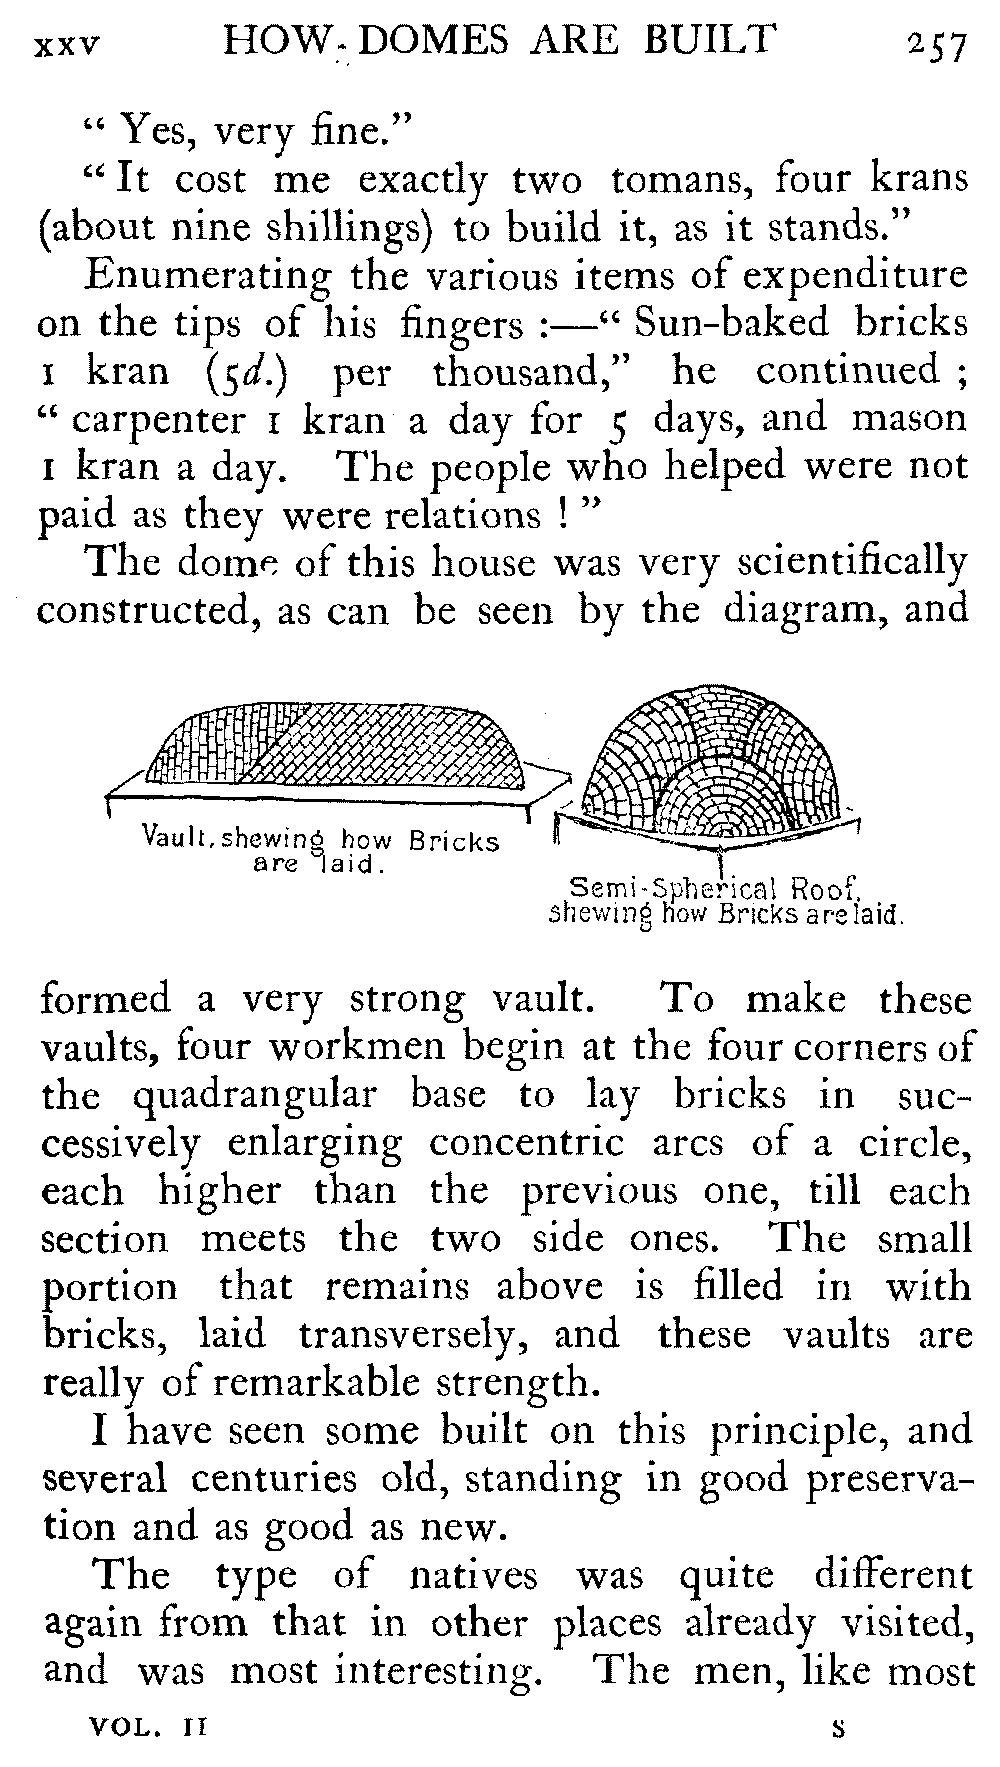 xxv HOW DOMES ARE BUILT 257
“ Yes, very fine.”
“ It cost me exactly two tomans, four krans
(about nine shillings) to build it, as it stands.”
Enumerating the various items of expenditure
on the tips of his fingers :—“ Sun-baked bricks
1 kran (5d.) per thousand,” he continued ;
“ carpenter 1 kran a day for 5 days, and mason
1 kran a day. The people who helped were not
paid as they were relations ! ”
The dome of this house was very scientifically
constructed, as can be seen by the diagram, and
Vault, shewing how Bricks
are laid.
Semi-Spherical Roof,
shewing how Bricks are laid.
formed a very strong vault. To make these
vaults, four workmen begin at the four corners of
the quadrangular base to lay bricks in suc-
cessively enlarging concentric arcs of a circle,
each higher than the previous one, till each
section meets the two side ones. The small
portion that remains above is filled in with
bricks, laid transversely, and these vaults are
really of remarkable strength.
I have seen some built on this principle, and
several centuries old, standing in good preserva-
tion and as good as new.
The type of natives was quite different
again from that in other places already visited,
and was most interesting. The men, like most
VOL. II S